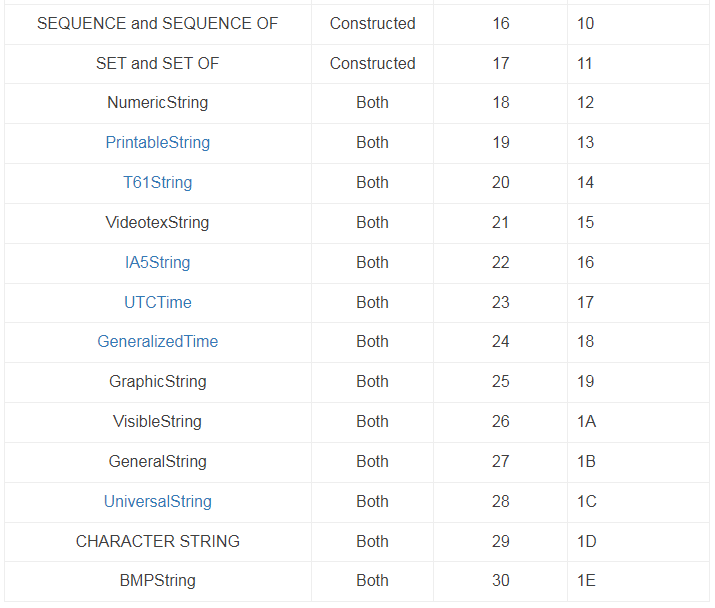 SEQUENCE and SEQUENCE OF Constructed 16 10
SET and SET OF Constructed 17 11
NumericString Both 18 12
PrintableString Both 19 13
T61String Both 20 14
VideotexString Both 21 15
IA5String Both 22 16
UTCTime Both 23 17
GeneralizedTime Both 24 18
GraphicString Both 25 19
VisibleString Both 26 1A
GeneralString Both 27 1B
UniversalString Both 28 1C
CHARACTER STRING Both 29 1D
BMPString Both 30 1E